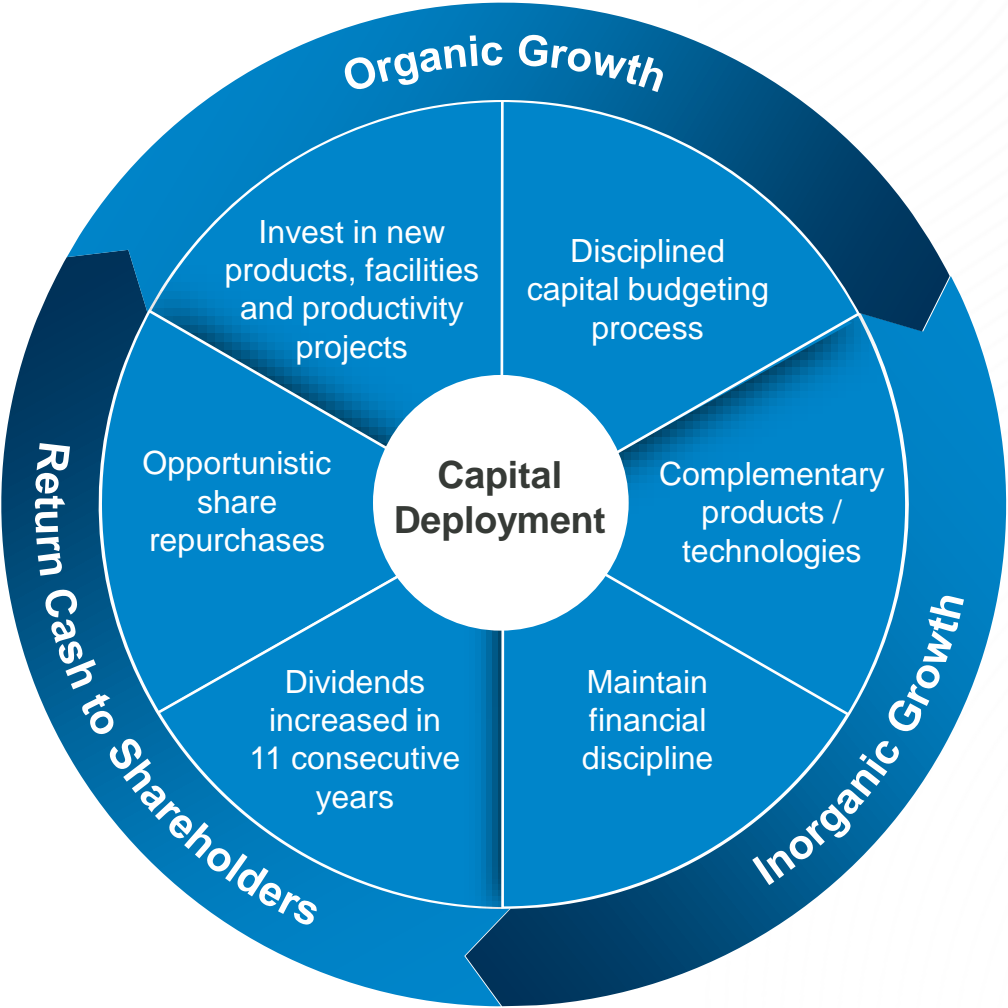 Organic Growth
Invest in new
products, facilities
and productivity
projects
Disciplined
capital budgeting
process
Opportunistic
share
repurchases
Capital
Deployment
Complementary
products /
technologies
Dividends
increased in
11 consecutive
years
Maintain
financial
discipline
Return Cash to Shareholders
Inorganic Growth